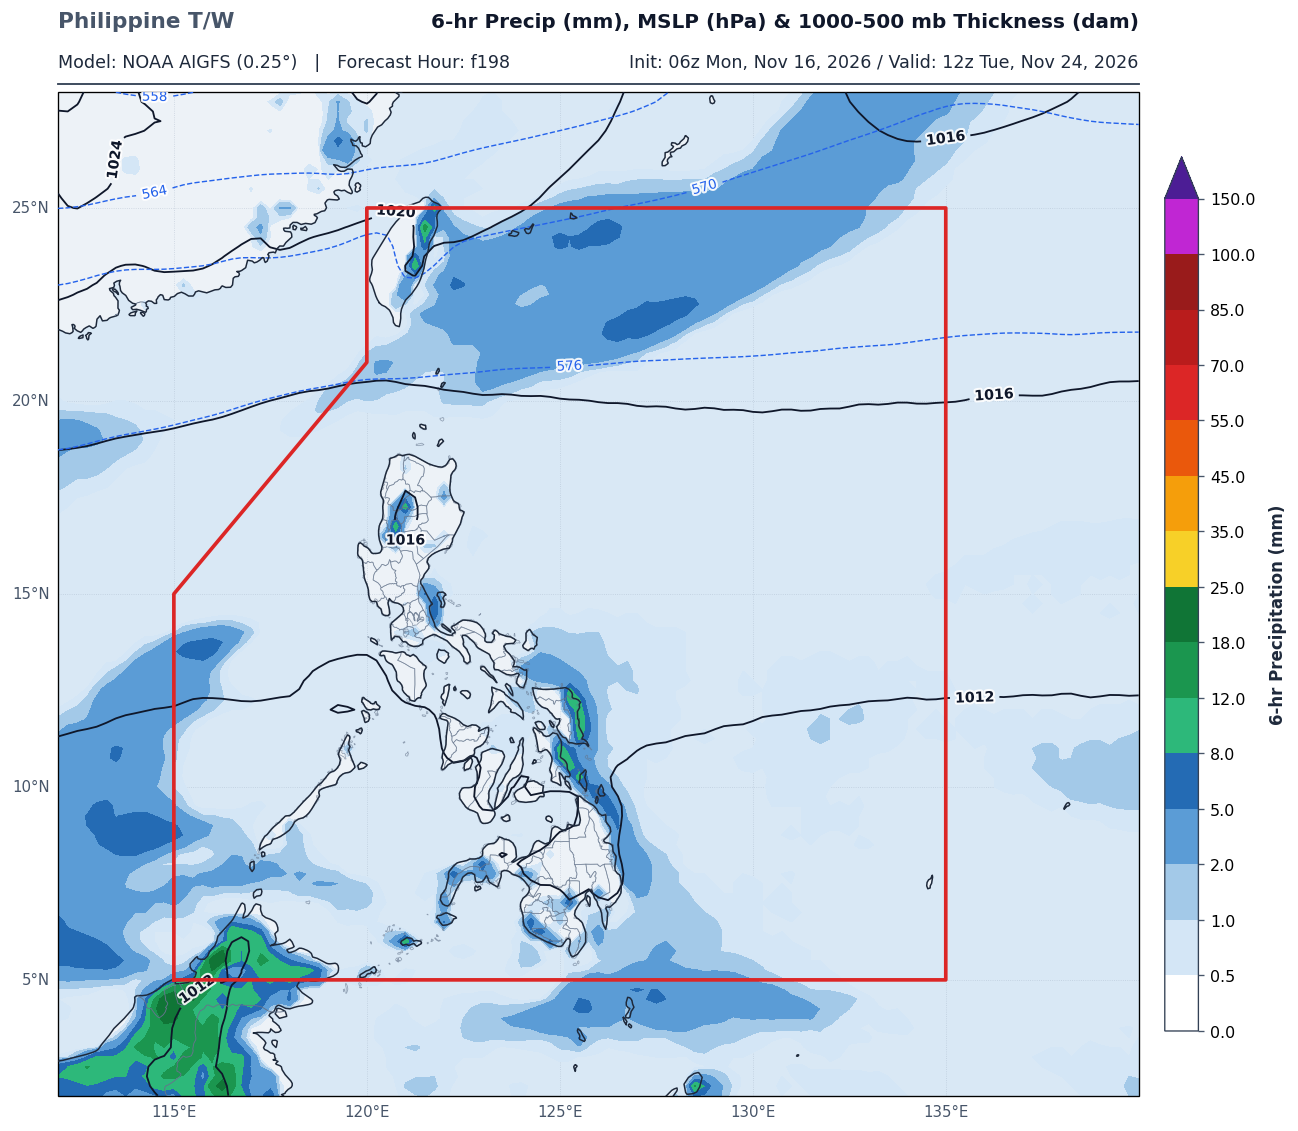 Philippine T/W
6-hr Precip (mm), MSLP (hPa) & 1000-500 mb Thickness (dam)
Model: NOAA AIGFS (0.25°) | Forecast Hour: f198
Init: 06z Mon, Nov 16, 2026 / Valid: 12z Tue, Nov 24, 2026
558
1024
564
570
1016
1020
576
1016
1016
1012
1012
25°N
20°N
15°N
10°N
5°N
115°E
120°E
125°E
130°E
135°E
150.0
100.0
85.0
70.0
55.0
45.0
35.0
25.0
18.0
12.0
8.0
5.0
2.0
1.0
0.5
0.0
6-hr Precipitation (mm)